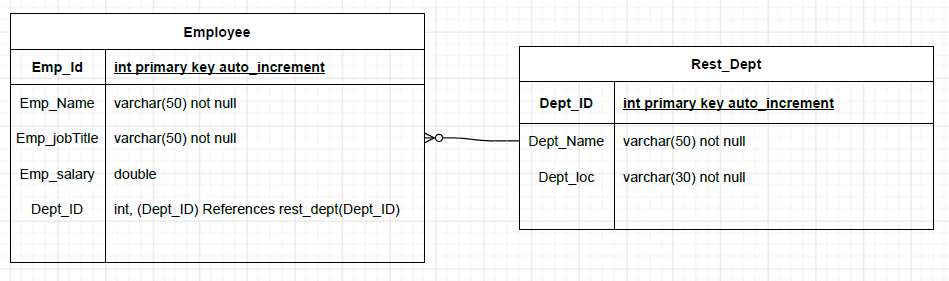 Employee
Emp_Id int primary key auto_increment
Emp_Name varchar(50) not null
Emp_jobTitle varchar(50) not null
Emp_salary double
Dept_ID int, (Dept_ID) References rest_dept(Dept_ID)
Rest_Dept
Dept_ID int primary key auto_increment
Dept_Name varchar(50) not null
Dept_loc varchar(30) not null